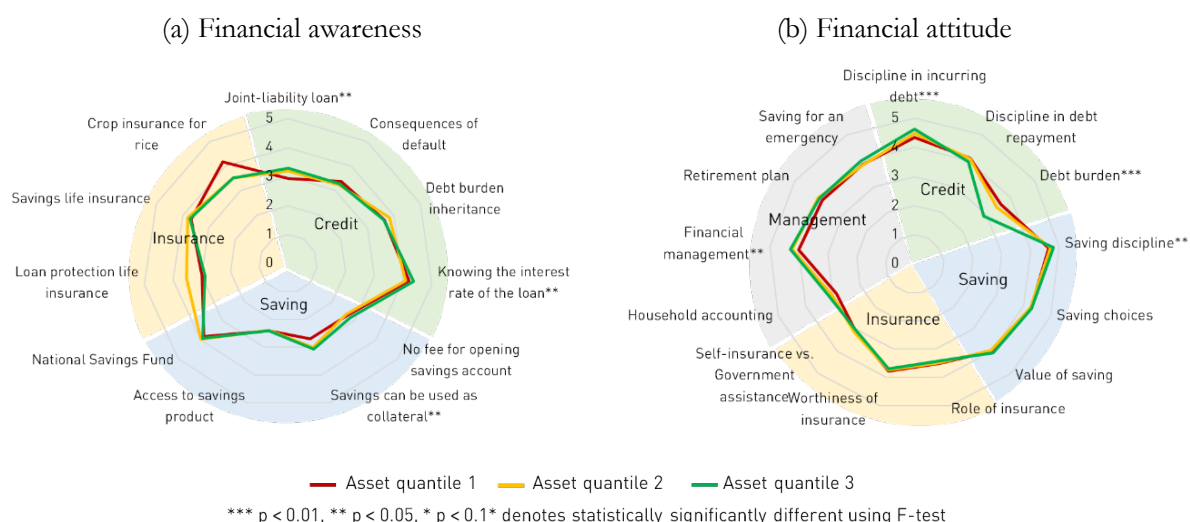 (a) Financial awareness
Joint-liability loan**
Crop insurance for
rice
Consequences of
default
Savings life insurance
Debt burden
inheritance
Insurance
Credit
Loan protection life
insurance
Knowing the interest
rate of the loan**
Saving
National Savings Fund
No fee for opening
savings account
Access to savings
product
Savings can be used as
collateral**
5
4
3
2
1
0
(b) Financial attitude
Discipline in incurring
debt***
Saving for an
emergency
Discipline in debt
repayment
Retirement plan
Debt burden***
Credit
Management
Financial
management**
Saving discipline**
Saving
Household accounting
Saving choices
Insurance
Self-insurance vs.
Government
assistance
Value of saving
Worthiness of
insurance
Role of insurance
5
4
3
2
1
0
Asset quantile 1
Asset quantile 2
Asset quantile 3
*** p < 0.01, ** p < 0.05, * p < 0.1* denotes statistically significantly different using F-test